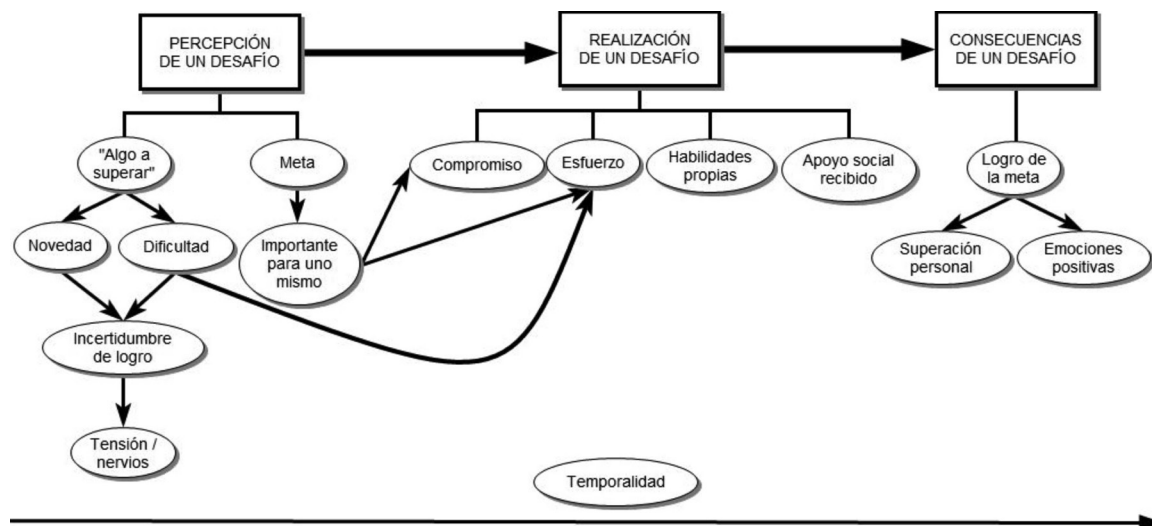 PERCEPCIÓN
DE UN DESAFÍO
REALIZACIÓN
DE UN DESAFÍO
CONSECUENCIAS
DE UN DESAFÍO
"Algo a
superar"
Meta
Compromiso
Esfuerzo
Habilidades
propias
Apoyo social
recibido
Logro de
la meta
Novedad
Dificultad
Importante
para uno
mismo
Superación
personal
Emociones
positivas
Incertidumbre
de logro
Tensión /
nervios
Temporalidad